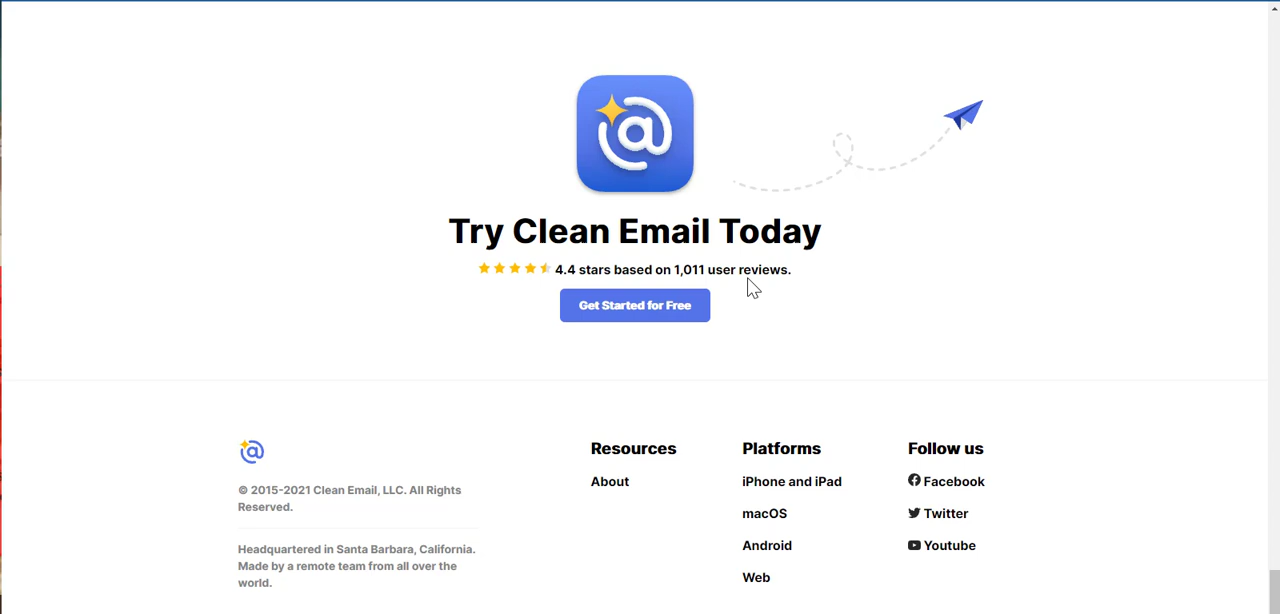 Try Clean Email Today
4.4 stars based on 1,011 user reviews.
Get Started for Free
© 2015-2021 Clean Email, LLC. All Rights
Reserved.
Headquartered in Santa Barbara, California.
Made by a remote team from all over the
world.
Resources
About
Platforms
iPhone and iPad
macOS
Android
Web
Follow us
Facebook
Twitter
Youtube